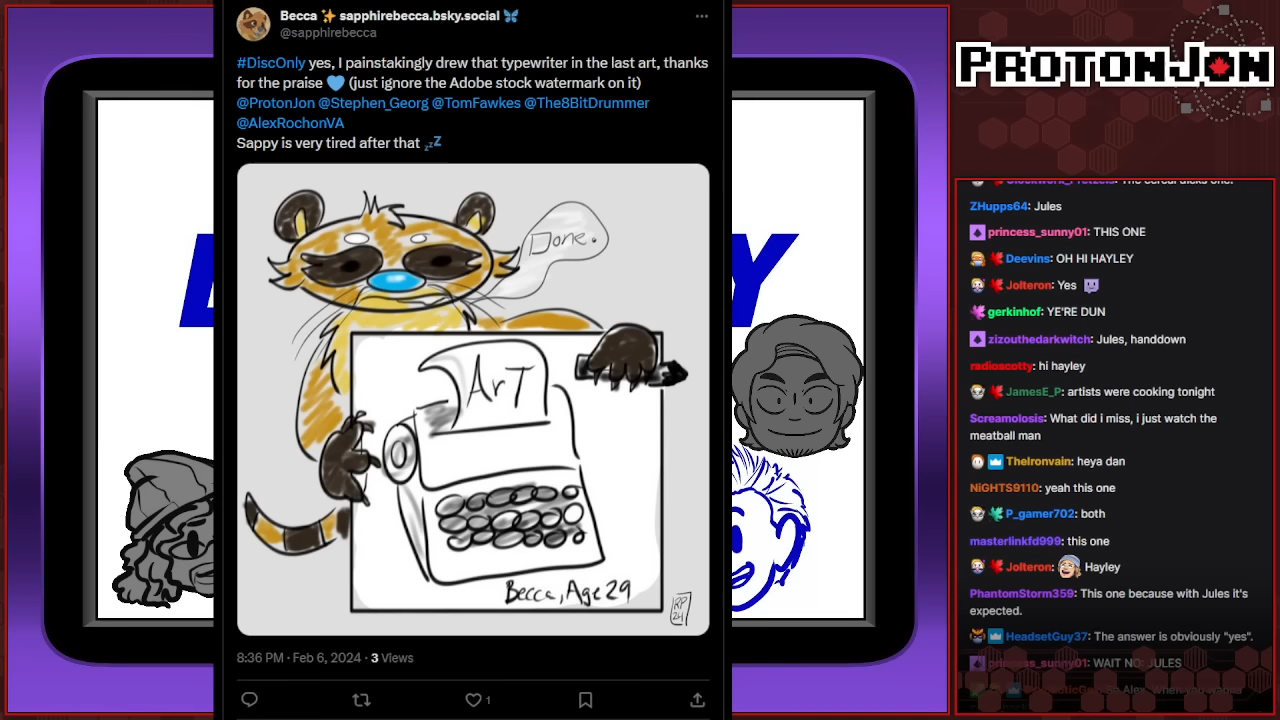 Becca ✨ sapphirebecca.bsky.social 🦋
@sapphirebecca
#DiscOnly yes, I painstakingly drew that typewriter in the last art, thanks
for the praise 💙 (just ignore the Adobe stock watermark on it)
@ProtonJon @Stephen_Georg @TomFawkes @The8BitDrummer
@AlexRochonVA
Sappy is very tired after that 💤
Done.
ArT
Becca, Age 29
RP
24
8:36 PM · Feb 6, 2024 · 3 Views
1
Y
PROTONJON
ZHupps64: Jules
princess_sunny01: THIS ONE
Deevins: OH HI HAYLEY
Jolteron: Yes
gerkinhof: YE'RE DUN
zizouthedarkwitch: Jules, handdown
radioscotty: hi hayley
JamesE_P: artists were cooking tonight
Screamolosis: What did i miss, i just watch the
meatball man
TheIronvain: heya dan
NiGHTS9110: yeah this one
P_gamer702: both
masterlinkfd999: this one
Jolteron: Hayley
PhantomStorm359: This one because with Jules it's
expected.
HeadsetGuy37: The answer is obviously "yes".
princess_sunny01: WAIT NO: JULES